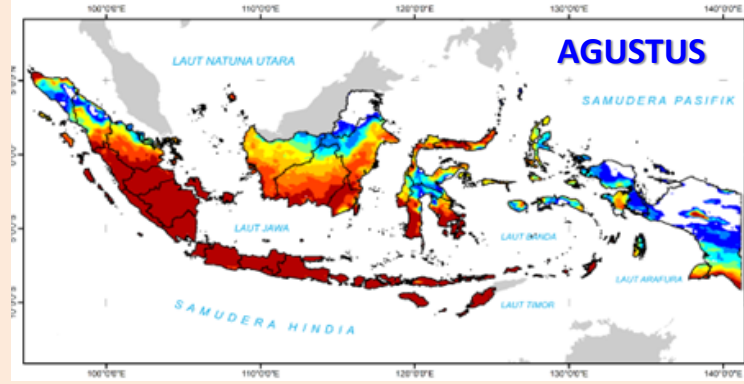 AGUSTUS
LAUT NATUNA UTARA
SAMUDERA PASIFIK
LAUT JAWA
LAUT BANDA
LAUT ARAFURA
SAMUDERA HINDIA
LAUT TIMOR
100°0'0"E 110°0'0"E 120°0'0"E 130°0'0"E 140°0'0"E